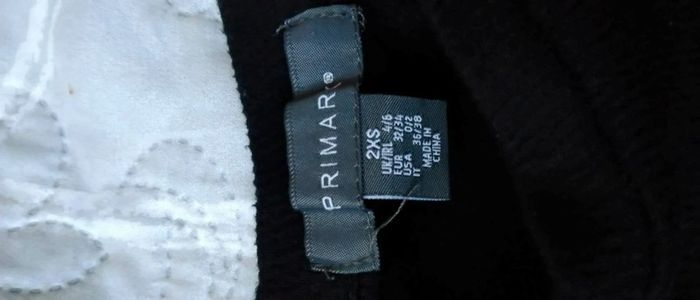 PRIMAR®
2XS
UK/IRL 4/6
EUR 32/34
USA 0/2
IT 36/38
MADE IN
CHINA